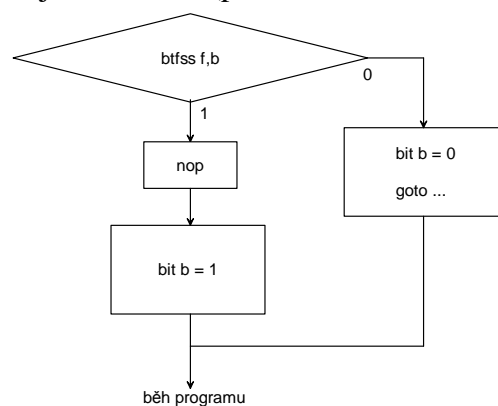 btfss f,b
0
1
nop
bit b = 0
goto ...
bit b = 1
běh programu